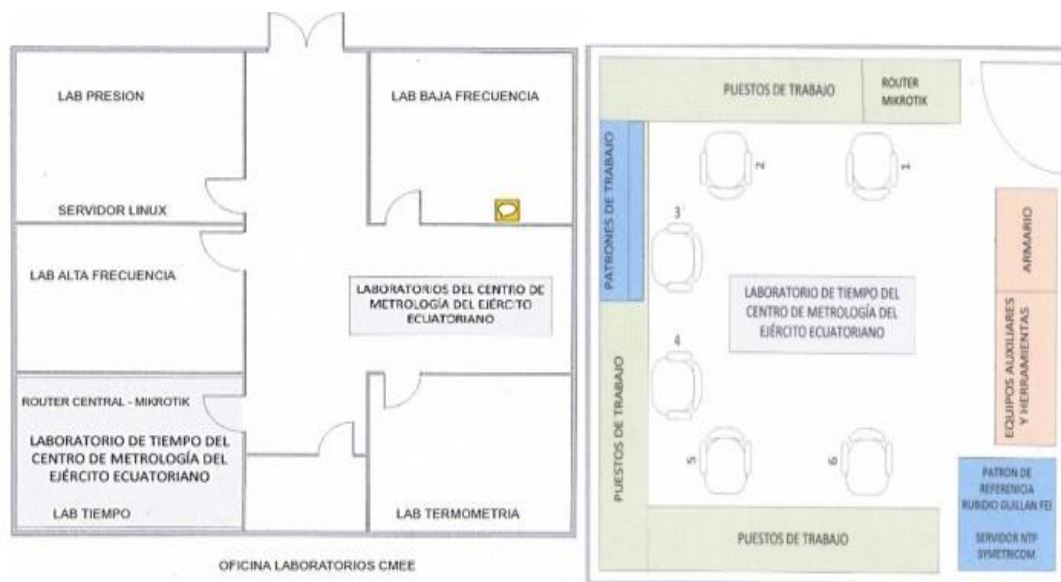 LAB PRESION
LAB BAJA FRECUENCIA
SERVIDOR LINUX
LAB ALTA FRECUENCIA
LABORATORIOS DEL CENTRO DE
METROLOGÍA DEL EJÉRCITO
ECUATORIANO
ROUTER CENTRAL - MIKROTIK
LABORATORIO DE TIEMPO DEL
CENTRO DE METROLOGÍA DEL
EJÉRCITO ECUATORIANO
LAB TIEMPO
LAB TERMOMETRIA
OFICINA LABORATORIOS CMEE
PUESTOS DE TRABAJO
ROUTER
MIKROTIK
PATRONES DE TRABAJO
2
1
3
ARMARIO
LABORATORIO DE TIEMPO DEL
CENTRO DE METROLOGÍA DEL
EJÉRCITO ECUATORIANO
4
EQUIPOS AUXILIARES
Y HERRAMIENTAS
PUESTOS DE TRABAJO
5
6
PATRON DE
REFERENCIA
RUBIDIO GUILLAN FEI
SERVIDOR NTF
SYMETRICOM
PUESTOS DE TRABAJO